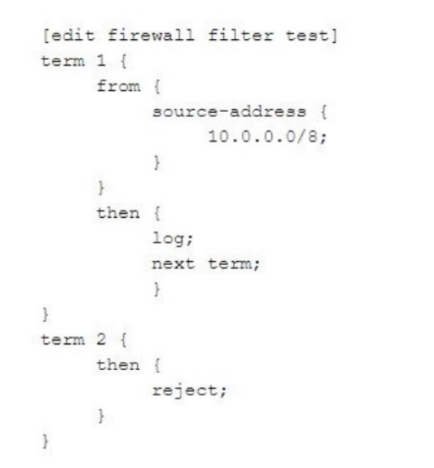 [edit firewall filter test]
term 1 {
from {
source-address {
10.0.0.0/8;
}
}
then {
log;
next term;
}
}
term 2 {
then {
reject;
}
}